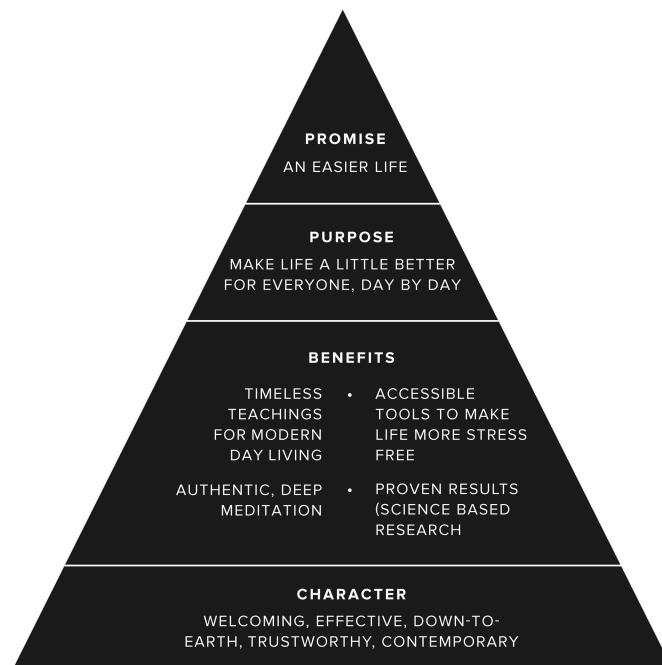 PROMISE
AN EASIER LIFE
PURPOSE
MAKE LIFE A LITTLE BETTER
FOR EVERYONE, DAY BY DAY
BENEFITS
TIMELESS
TEACHINGS
FOR MODERN
DAY LIVING
• ACCESSIBLE
TOOLS TO MAKE
LIFE MORE STRESS
FREE
AUTHENTIC, DEEP
MEDITATION
• PROVEN RESULTS
(SCIENCE BASED
RESEARCH
CHARACTER
WELCOMING, EFFECTIVE, DOWN-TO-
EARTH, TRUSTWORTHY, CONTEMPORARY